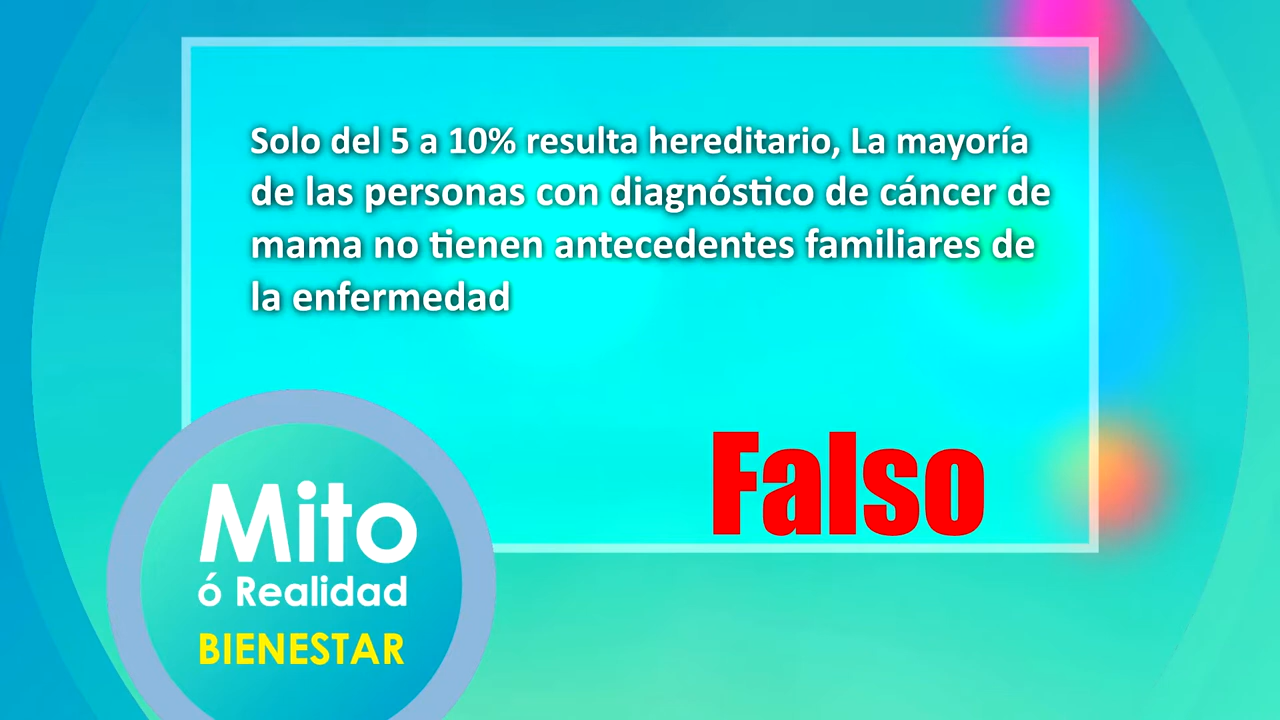 Solo del 5 a 10% resulta hereditario, La mayoría
de las personas con diagnóstico de cáncer de
mama no tienen antecedentes familiares de
la enfermedad
Falso
Mito
ó Realidad
BIENESTAR